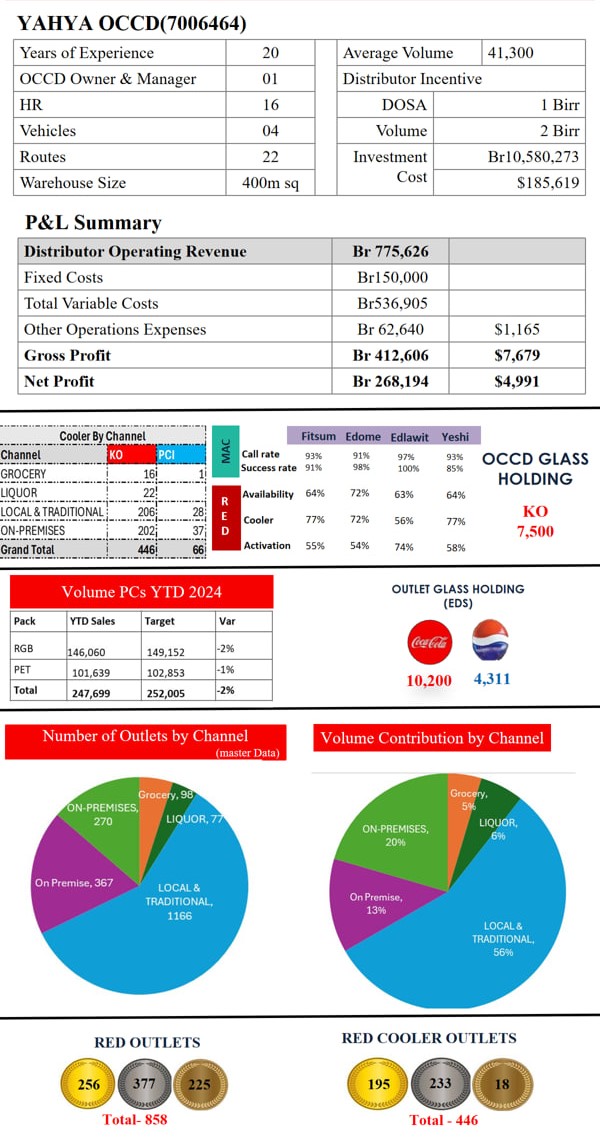 YAHYA OCCD(7006464)
Years of Experience 20 Average Volume 41,300
OCCD Owner & Manager 01 Distributor Incentive
HR 16 DOSA 1 Birr
Vehicles 04 Volume 2 Birr
Routes 22 Investment Cost Br10,580,273
Warehouse Size 400m sq $185,619
P&L Summary
Distributor Operating Revenue Br 775,626
Fixed Costs Br150,000
Total Variable Costs Br536,905
Other Operations Expenses Br 62,640 $1,165
Gross Profit Br 412,606 $7,679
Net Profit Br 268,194 $4,991
Cooler By Channel
Channel KO PCI
GROCERY 16 1
LIQUOR 22
LOCAL & TRADITIONAL 206 28
ON-PREMISES 202 37
Grand Total 446 66
MAC
RED
Fitsum Edome Edlawit Yeshi
Call rate 93% 91% 97% 93%
Success rate 91% 98% 100% 85%
Availability 64% 72% 63% 64%
Cooler 77% 72% 56% 77%
Activation 55% 54% 74% 58%
OCCD GLASS
HOLDING
KO
7,500
Volume PCs YTD 2024
Pack YTD Sales Target Var
RGB 146,060 149,152 -2%
PET 101,639 102,853 -1%
Total 247,699 252,005 -2%
OUTLET GLASS HOLDING
(EDS)
Coca-Cola
10,200 4,311
Number of Outlets by Channel
(master Data)
Grocery, 98
LIQUOR, 77
ON-PREMISES,
270
On Premise, 367
LOCAL &
TRADITIONAL,
1166
Volume Contribution by Channel
Grocery,
5%
LIQUOR,
6%
ON-PREMISES,
20%
On Premise,
13%
LOCAL &
TRADITIONAL,
56%
RED OUTLETS
256 377 225
Total- 858
RED COOLER OUTLETS
195 233 18
Total - 446